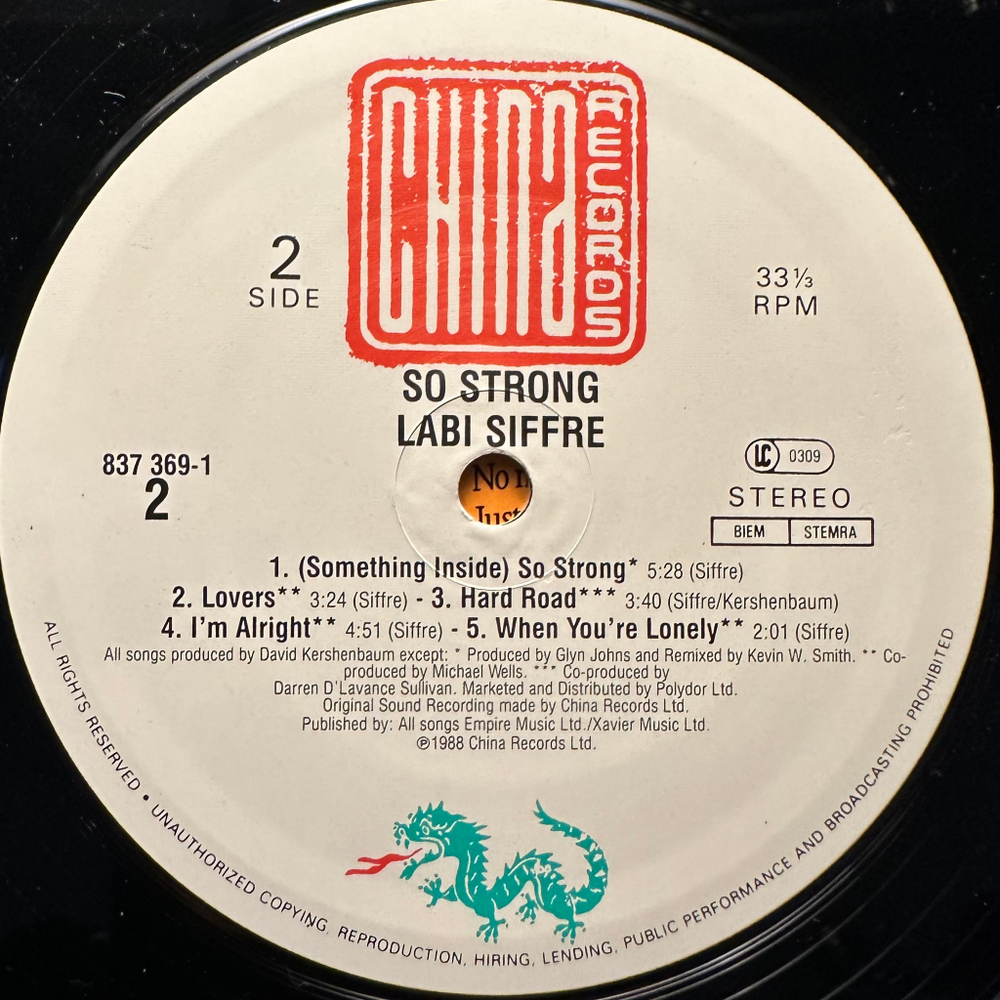 CHINA RECORDS
2
SIDE
33⅓
RPM
SO STRONG
LABI SIFFRE
837 369-1
2
LC 0309
STEREO
BIEM STEMRA
No
Just
1. (Something Inside) So Strong* 5:28 (Siffre)
2. Lovers** 3:24 (Siffre) - 3. Hard Road*** 3:40 (Siffre/Kershenbaum)
4. I'm Alright** 4:51 (Siffre) - 5. When You're Lonely** 2:01 (Siffre)
All songs produced by David Kershenbaum except: * Produced by Glyn Johns and Remixed by Kevin W. Smith. ** Co-
produced by Michael Wells. *** Co-produced by
Darren D'Lavance Sullivan. Marketed and Distributed by Polydor Ltd.
Original Sound Recording made by China Records Ltd.
Published by: All songs Empire Music Ltd./Xavier Music Ltd.
℗1988 China Records Ltd.
ALL RIGHTS RESERVED • UNAUTHORIZED COPYING, REPRODUCTION, HIRING, LENDING, PUBLIC PERFORMANCE AND BROADCASTING PROHIBITED